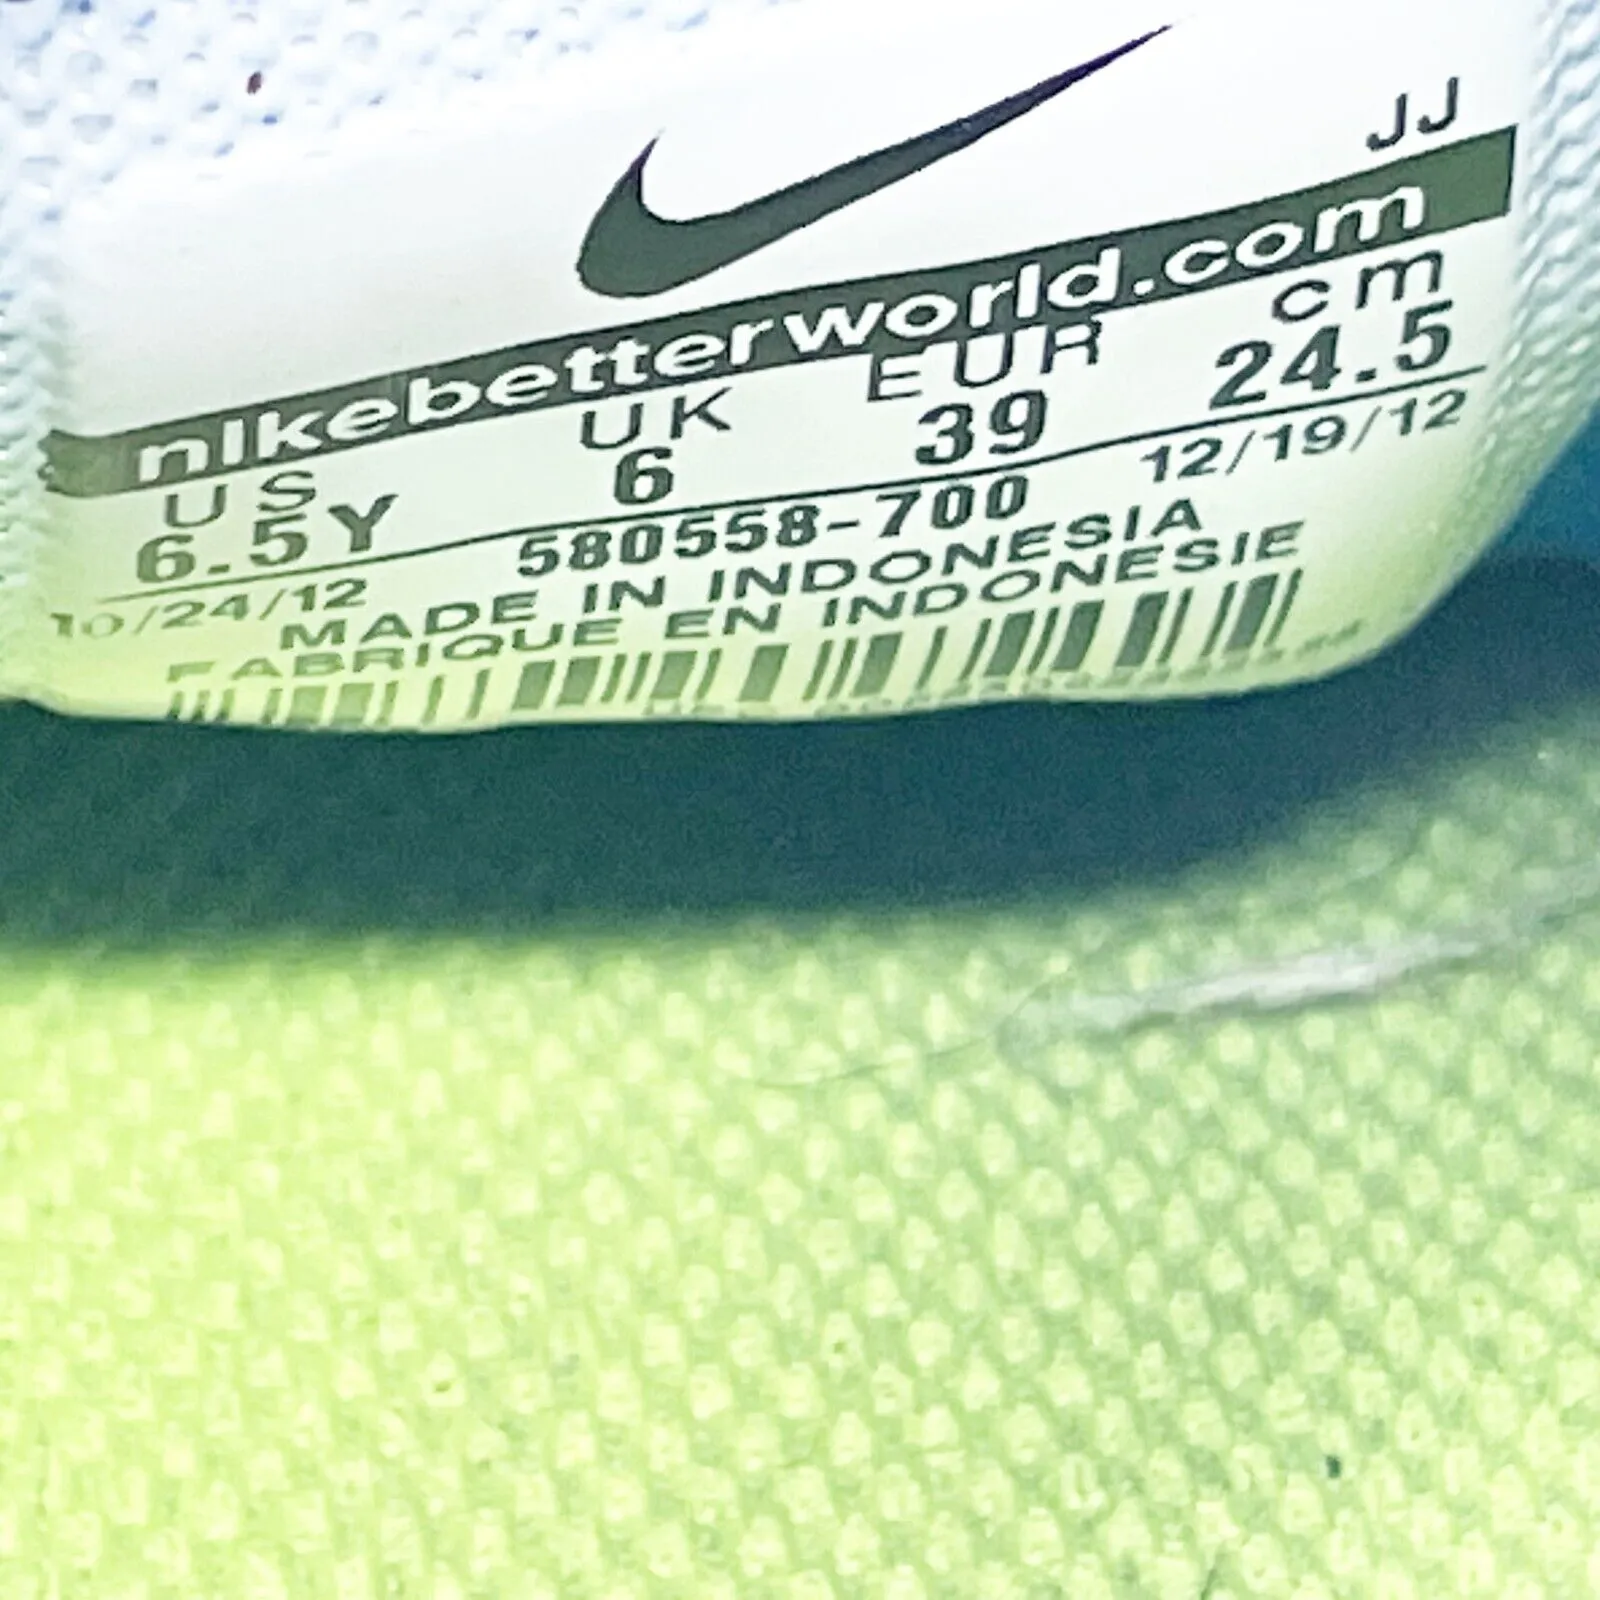 JJ
nikebetterworld.com
US UK EUR cm
6.5Y 6 39 24.5
10/24/12 580558-700 12/19/12
MADE IN INDONESIA
FABRIQUE EN INDONESIE